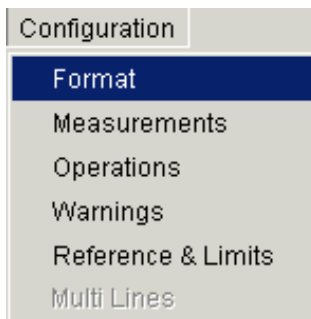 Configuration
Format
Measurements
Operations
Warnings
Reference & Limits
Multi Lines